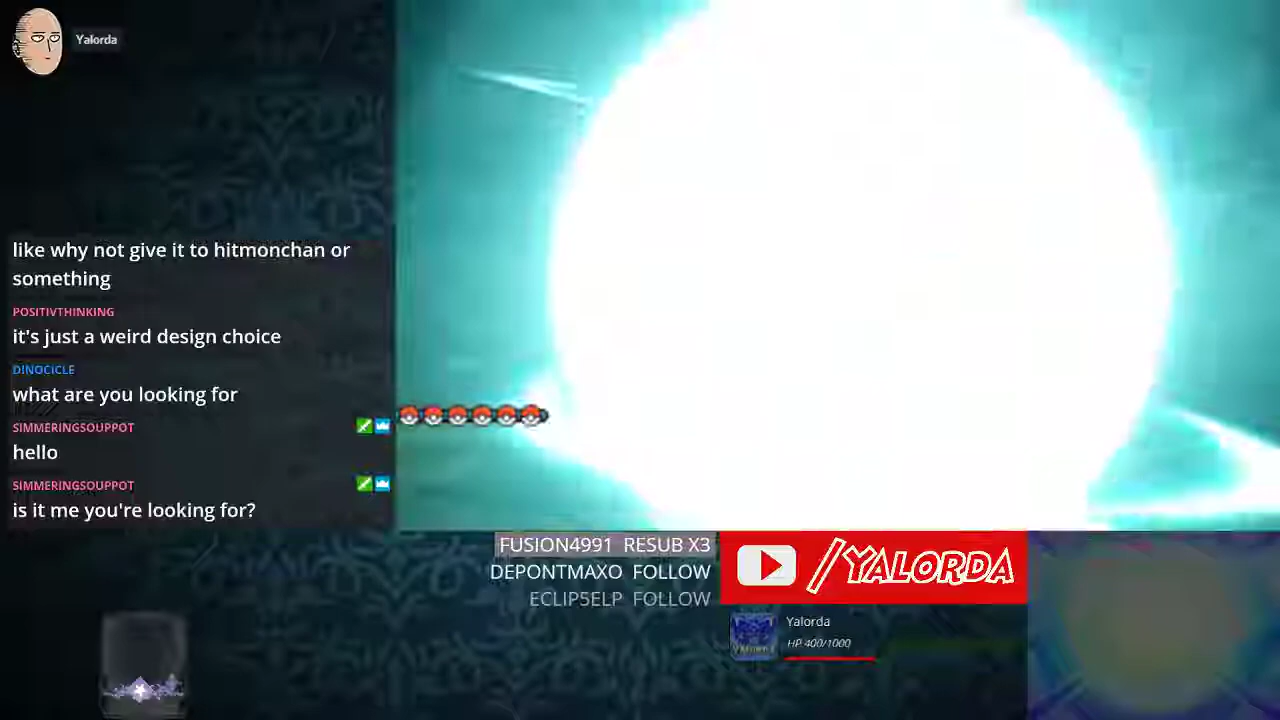 Yalorda
like why not give it to hitmonchan or
something
POSITIVTHINKING
it's just a weird design choice
DINOCICLE
what are you looking for
SIMMERINGSOUPPOT
hello
SIMMERINGSOUPPOT
is it me you're looking for?
FUSION4991 RESUB X3
DEPONTMAXO FOLLOW
ECLIP5ELP FOLLOW
/YALORDA
Yalorda
HP 400/1000